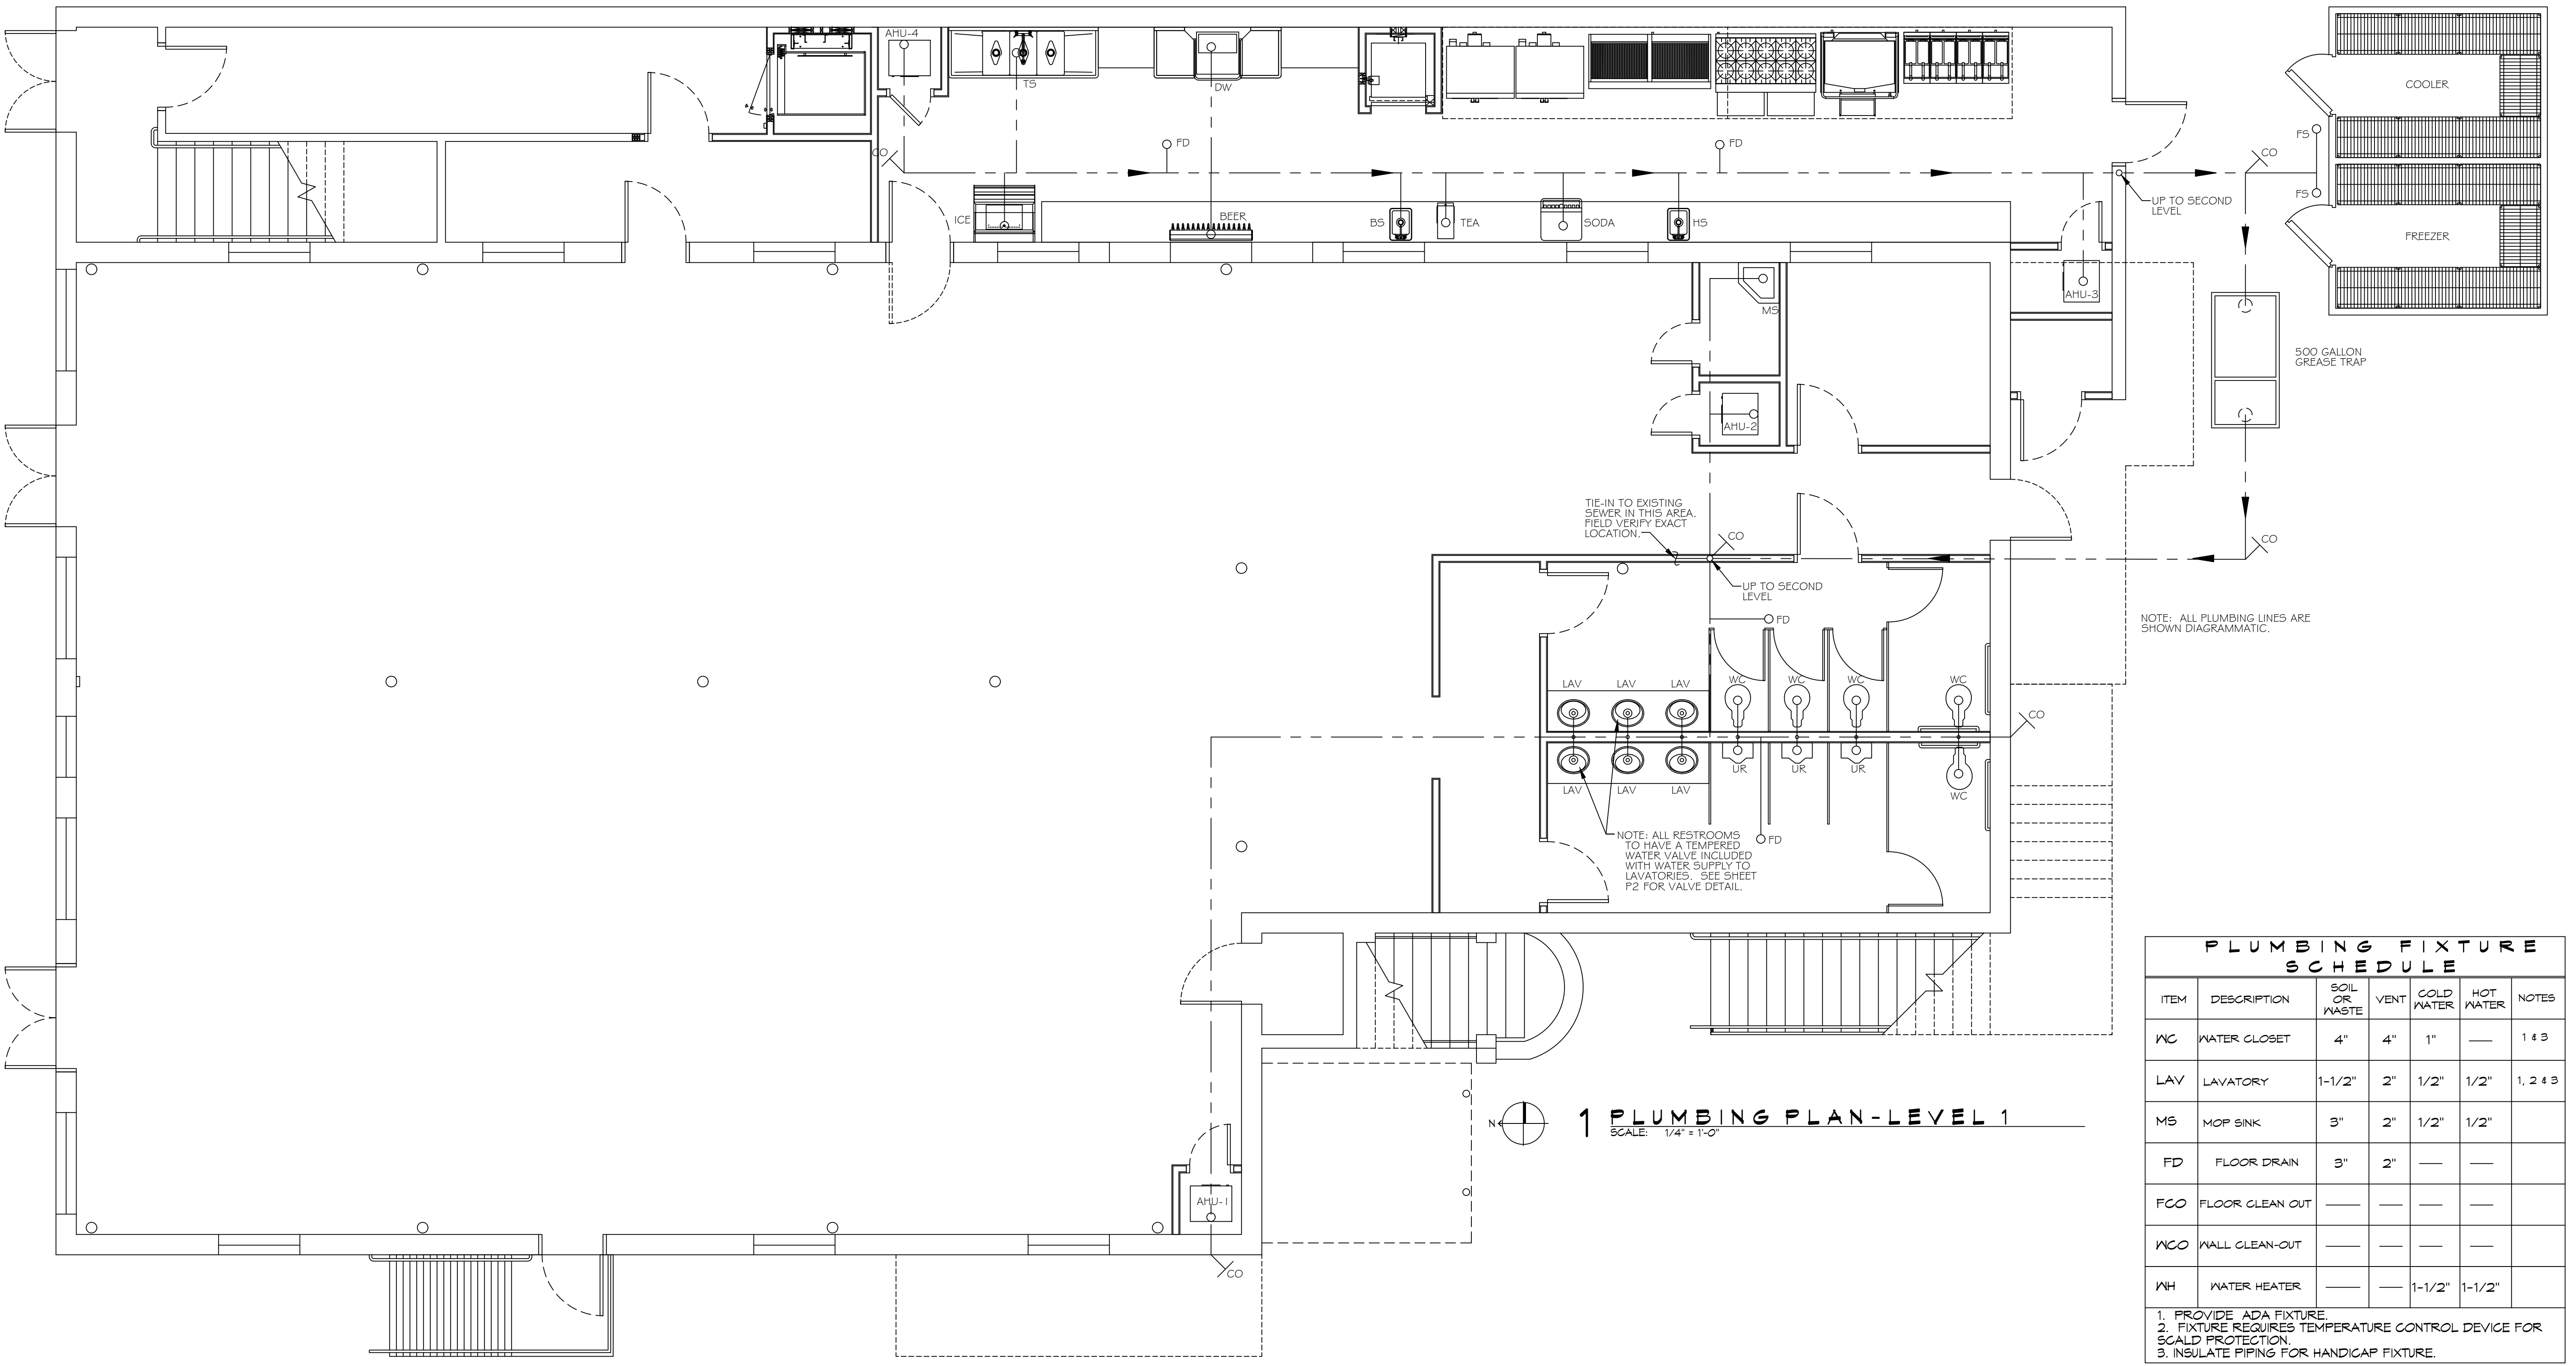 AHU-4
TS
DW
COOLER
FD
FD
FS
CO
CO
FS
UP TO SECOND
LEVEL
ICE
BEER
BS
TEA
SODA
HS
FREEZER
MS
AHU-3
500 GALLON
GREASE TRAP
AHU-2
TIE-IN TO EXISTING
SEWER IN THIS AREA.
FIELD VERIFY EXACT
LOCATION.
CO
CO
UP TO SECOND
LEVEL
FD
NOTE: ALL PLUMBING LINES ARE
SHOWN DIAGRAMMATIC.
LAV LAV LAV WC WC WC WC
CO
UR UR UR
LAV LAV LAV WC
NOTE: ALL RESTROOMS
TO HAVE A TEMPERED
WATER VALVE INCLUDED
WITH WATER SUPPLY TO
LAVATORIES. SEE SHEET
P2 FOR VALVE DETAIL.
FD
N
1 PLUMBING PLAN-LEVEL 1
SCALE: 1/4" = 1'-0"
AHU-1
CO
PLUMBING FIXTURE
SCHEDULE
ITEM DESCRIPTION SOIL OR WASTE VENT COLD WATER HOT WATER NOTES
WC WATER CLOSET 4" 4" 1" — 1 & 3
LAV LAVATORY 1-1/2" 2" 1/2" 1/2" 1, 2 & 3
MS MOP SINK 3" 2" 1/2" 1/2"
FD FLOOR DRAIN 3" 2" — —
FCO FLOOR CLEAN OUT — — — —
WCO WALL CLEAN-OUT — — — —
WH WATER HEATER — — 1-1/2" 1-1/2"
1. PROVIDE ADA FIXTURE.
2. FIXTURE REQUIRES TEMPERATURE CONTROL DEVICE FOR
SCALD PROTECTION.
3. INSULATE PIPING FOR HANDICAP FIXTURE.